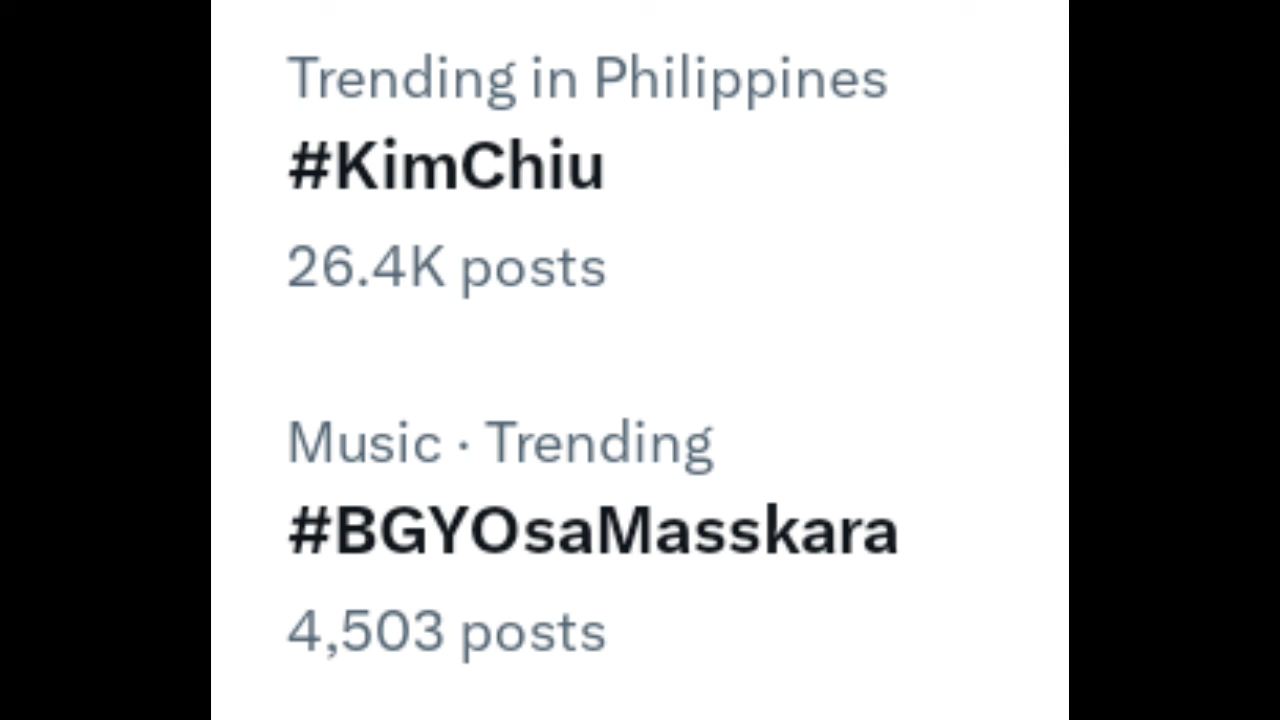 Trending in Philippines
#KimChiu
26.4K posts
Music · Trending
#BGYOsaMasskara
4,503 posts